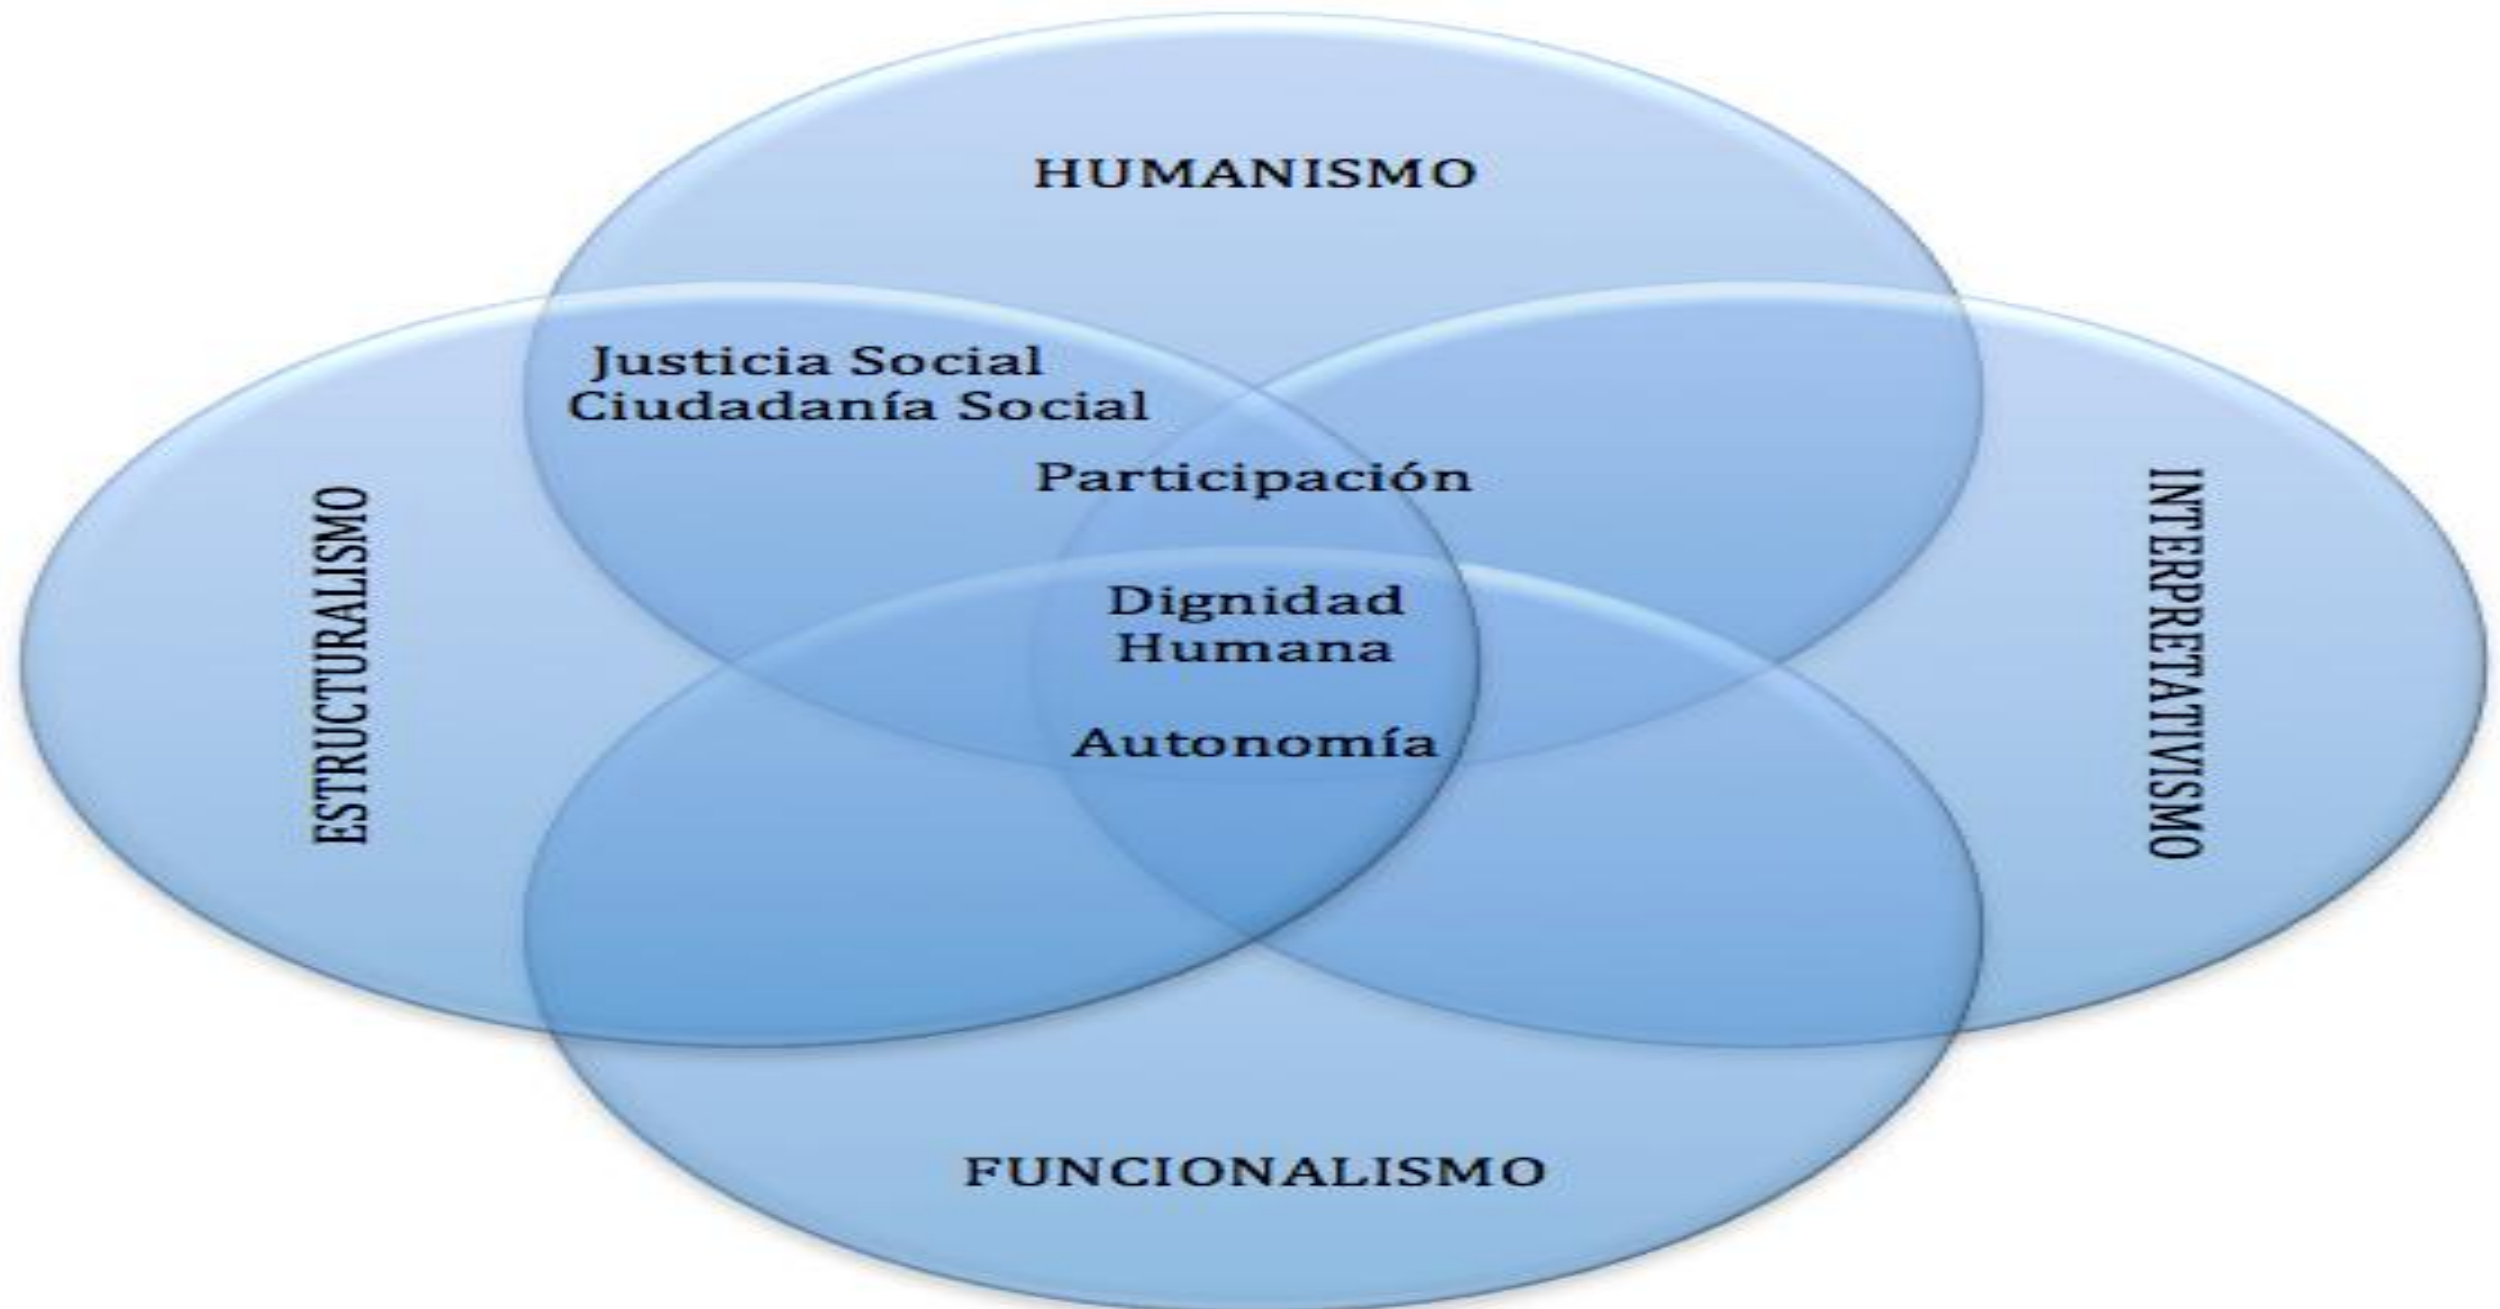 HUMANISMO
Justicia Social
Ciudadanía Social
Participación
ESTRUCTURALISMO
INTERPRETATIVISMO
Dignidad
Humana
Autonomía
FUNCIONALISMO